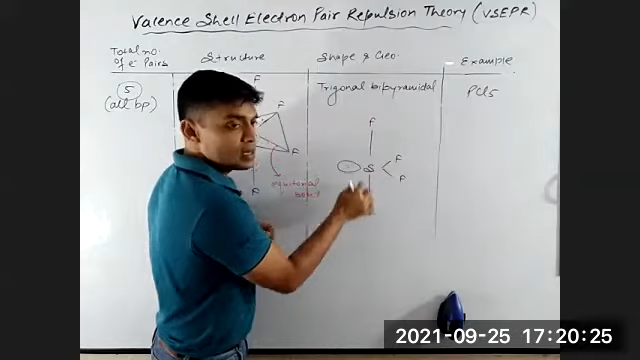 Valence Shell Electron Pair Repulsion Theory (VSEPR)
Total no. of e⁻ Pairs
Structure
Shape & Geo.
Example
5
(all bp)
F
F
F
F
equitorial
bond
Trigonal bipyramidal
F
S
F
F
PCl5
2021-09-25 17:20:25